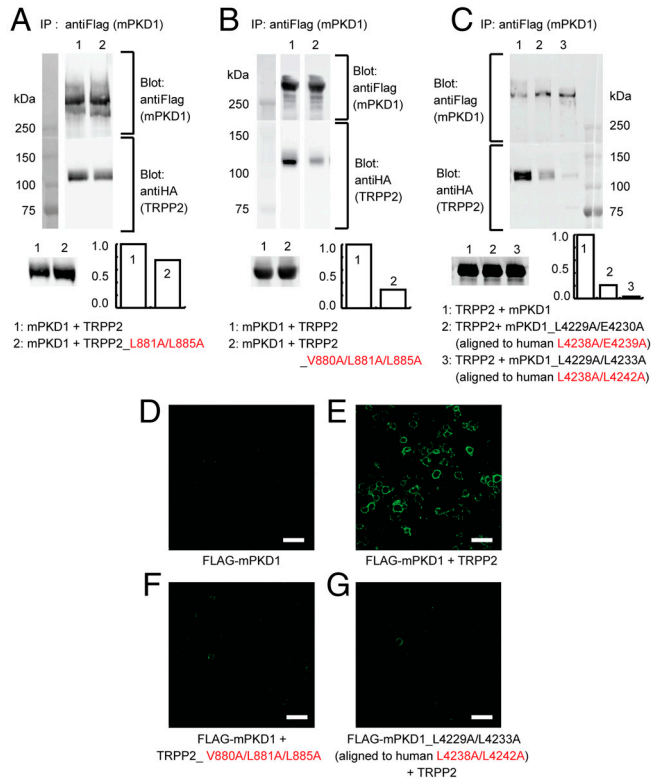 A
IP : antiFlag (mPKD1)
1 2
kDa
250
150
100
75
Blot:
antiFlag
(mPKD1)
Blot:
antiHA
(TRPP2)
1 2
1.0
0.5
0.0
1
2
1: mPKD1 + TRPP2
2: mPKD1 + TRPP2_L881A/L885A
B
IP : antiFlag (mPKD1)
1 2
kDa
250
150
100
75
Blot:
antiFlag
(mPKD1)
Blot:
antiHA
(TRPP2)
1 2
1.0
0.5
0.0
1
2
1: mPKD1 + TRPP2
2: mPKD1 + TRPP2
_V880A/L881A/L885A
C
IP: antiFlag (mPKD1)
1 2 3
Blot:
antiFlag
(mPKD1)
Blot:
antiHA
(TRPP2)
kDa
250
150
100
75
1 2 3
1.0
0.5
0.0
1
2
3
1: TRPP2 + mPKD1
2: TRPP2+ mPKD1_L4229A/E4230A
(aligned to human L4238A/E4239A)
3: TRPP2 + mPKD1_L4229A/L4233A
(aligned to human L4238A/L4242A)
D
FLAG-mPKD1
E
FLAG-mPKD1 + TRPP2
F
FLAG-mPKD1 +
TRPP2_ V880A/L881A/L885A
G
FLAG-mPKD1_L4229A/L4233A
(aligned to human L4238A/L4242A)
+ TRPP2